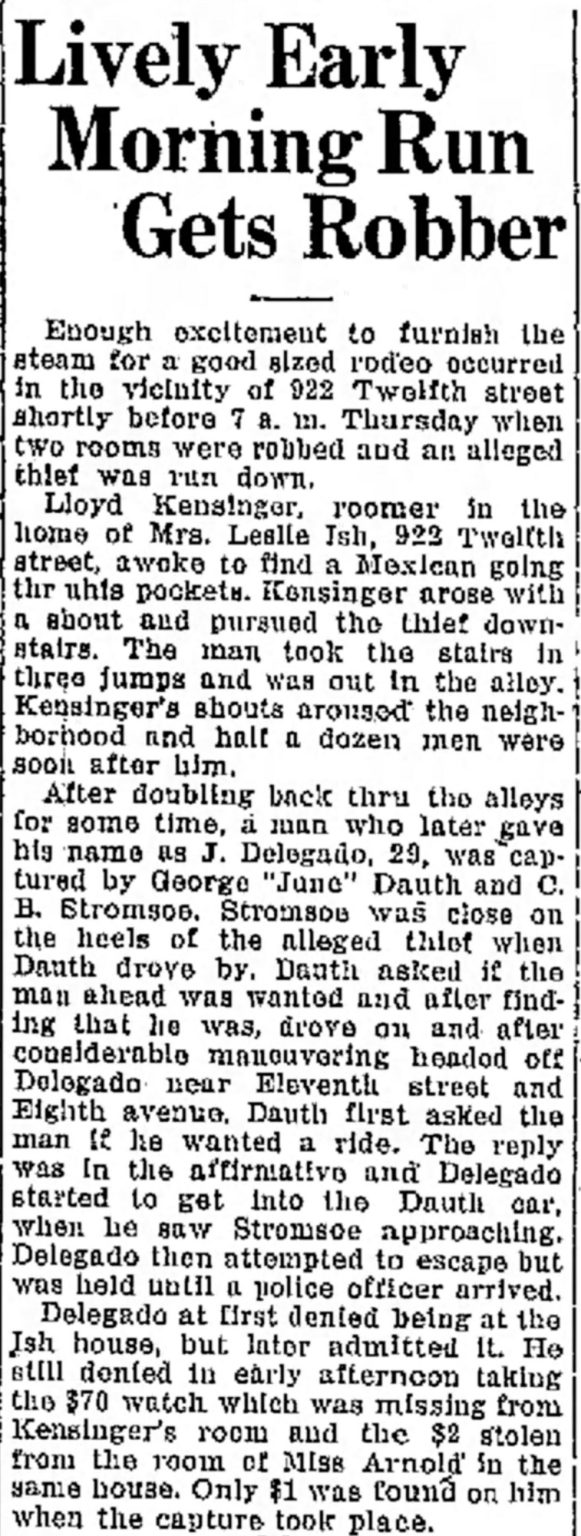 Lively Early
Morning Run
Gets Robber
Enough excitement to furnish the
steam for a good sized rodeo occurred
in the vicinity of 922 Twelfth street
shortly before 7 a. m. Thursday when
two rooms were robbed and an alleged
thief was run down.
Lloyd Kensinger, roomer in the
home of Mrs. Leslie Ish, 922 Twelfth
street, awoke to find a Mexican going
thr uhis pockets. Kensinger arose with
a shout and pursued the thief down-
stairs. The man took the stairs in
three jumps and was out in the alley.
Kensinger's shouts aroused the neigh-
borhood and half a dozen men were
soon after him.
After doubling back thru the alleys
for some time, a man who later gave
his name as J. Delegado, 29, was cap-
tured by George "June" Dauth and C.
B. Stromsoe. Stromsoe was close on
the heels of the alleged thief when
Dauth drove by. Dauth asked if the
man ahead was wanted and after find-
ing that he was, drove on and after
considerable maneuvering headed off
Delegado near Eleventh street and
Eighth avenue. Dauth first asked the
man if he wanted a ride. The reply
was in the affirmative and Delegado
started to get into the Dauth car,
when he saw Stromsoe approaching.
Delegado then attempted to escape but
was held until a police officer arrived.
Delegado at first denied being at the
Ish house, but later admitted it. He
still denied in early afternoon taking
the $70 watch which was missing from
Kensinger's room and the $2 stolen
from the room of Miss Arnold in the
same house. Only $1 was found on him
when the capture took place.